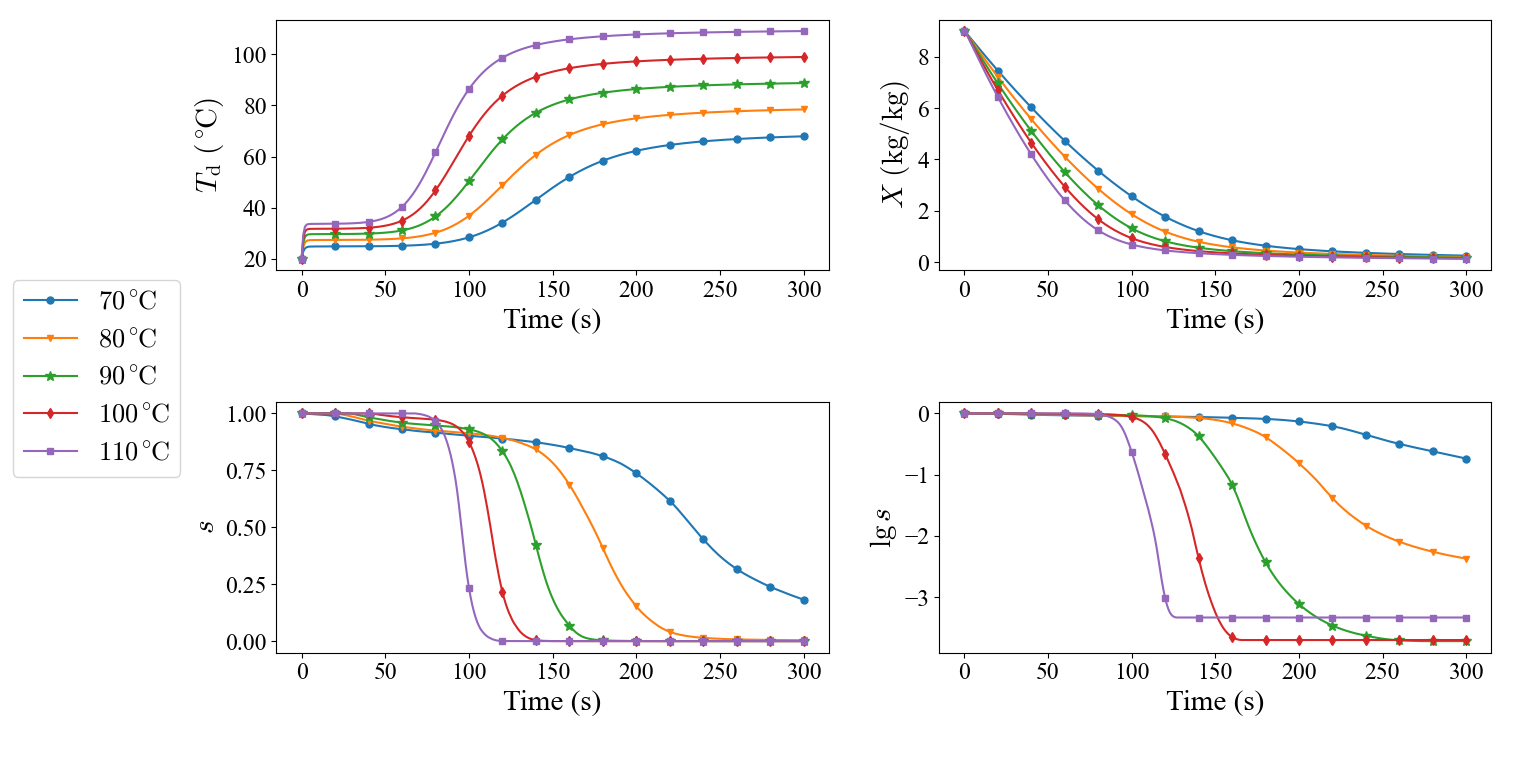 100
80
60
40
20
T_d (°C)
0 50 100 150 200 250 300
Time (s)
8
6
4
2
0
X (kg/kg)
0 50 100 150 200 250 300
Time (s)
70 °C
80 °C
90 °C
100 °C
110 °C
1.00
0.75
0.50
0.25
0.00
s
0 50 100 150 200 250 300
Time (s)
0
−1
−2
−3
lg s
0 50 100 150 200 250 300
Time (s)